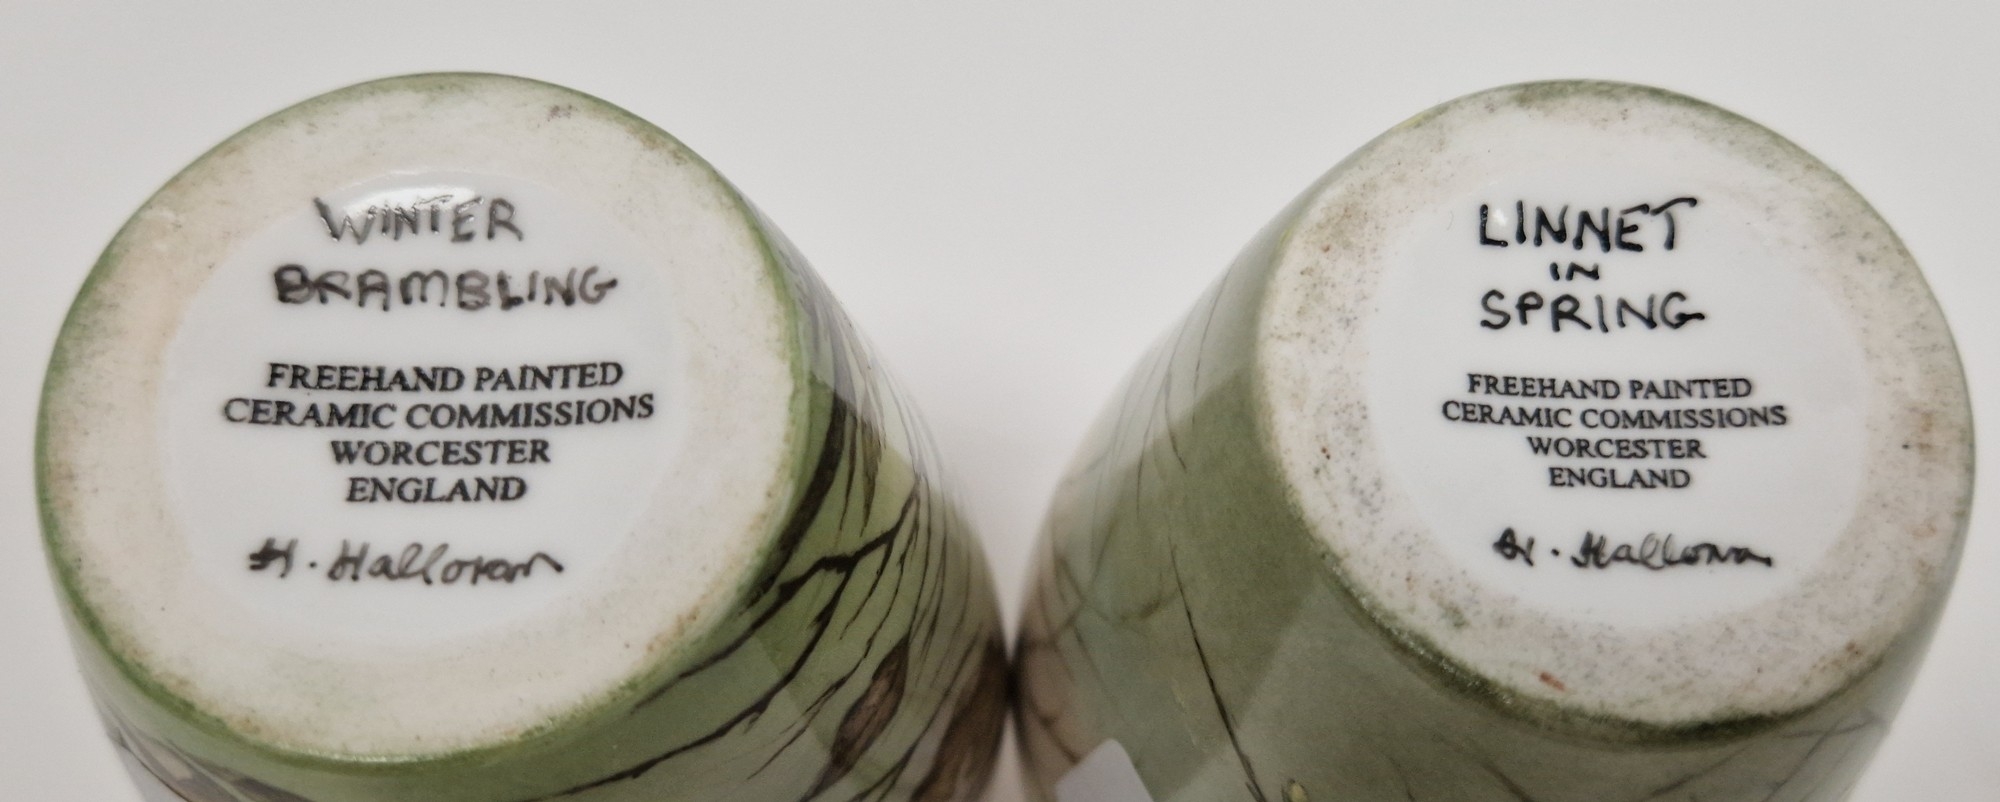 WINTER
BRAMBLING
FREEHAND PAINTED
CERAMIC COMMISSIONS
WORCESTER
ENGLAND
H. Halloran
LINNET
IN
SPRING
FREEHAND PAINTED
CERAMIC COMMISSIONS
WORCESTER
ENGLAND
H. Halloran